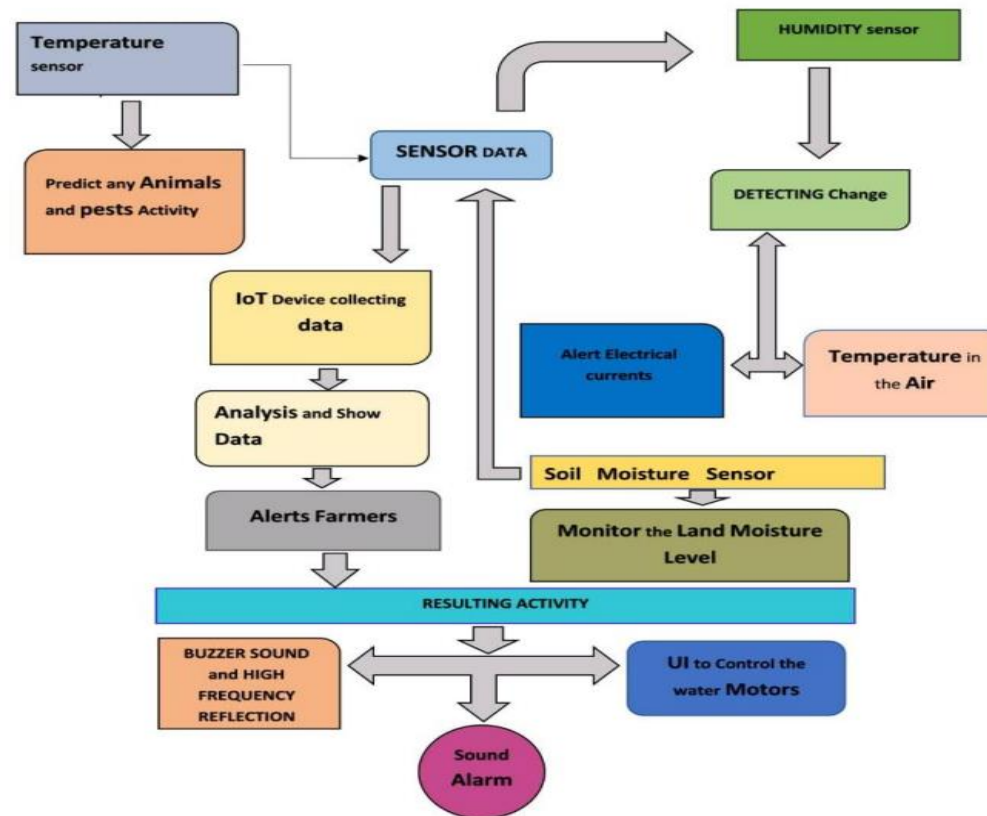 Temperature
sensor
HUMIDITY sensor
SENSOR DATA
Predict any Animals
and pests Activity
DETECTING Change
IoT Device collecting
data
Alert Electrical
currents
Temperature in
the Air
Analysis and Show
Data
Soil Moisture Sensor
Alerts Farmers
Monitor the Land Moisture
Level
RESULTING ACTIVITY
BUZZER SOUND
and HIGH
FREQUENCY
REFLECTION
UI to Control the
water Motors
Sound
Alarm